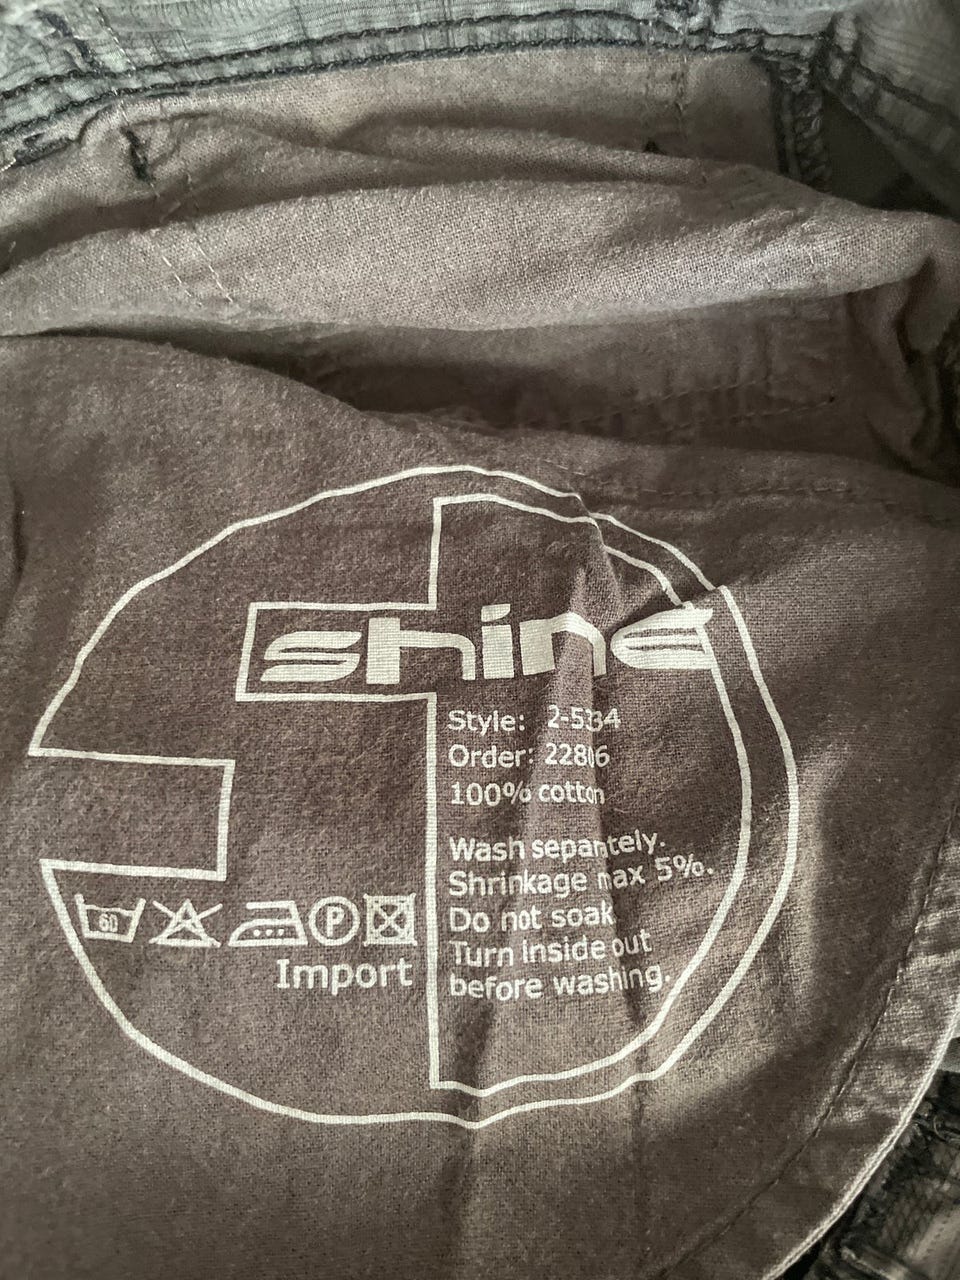 shine
Style: 2-5334
Order: 22806
100% cotton
Wash separately.
Shrinkage max 5%.
Do not soak
Turn inside out
before washing.
60
P
Import